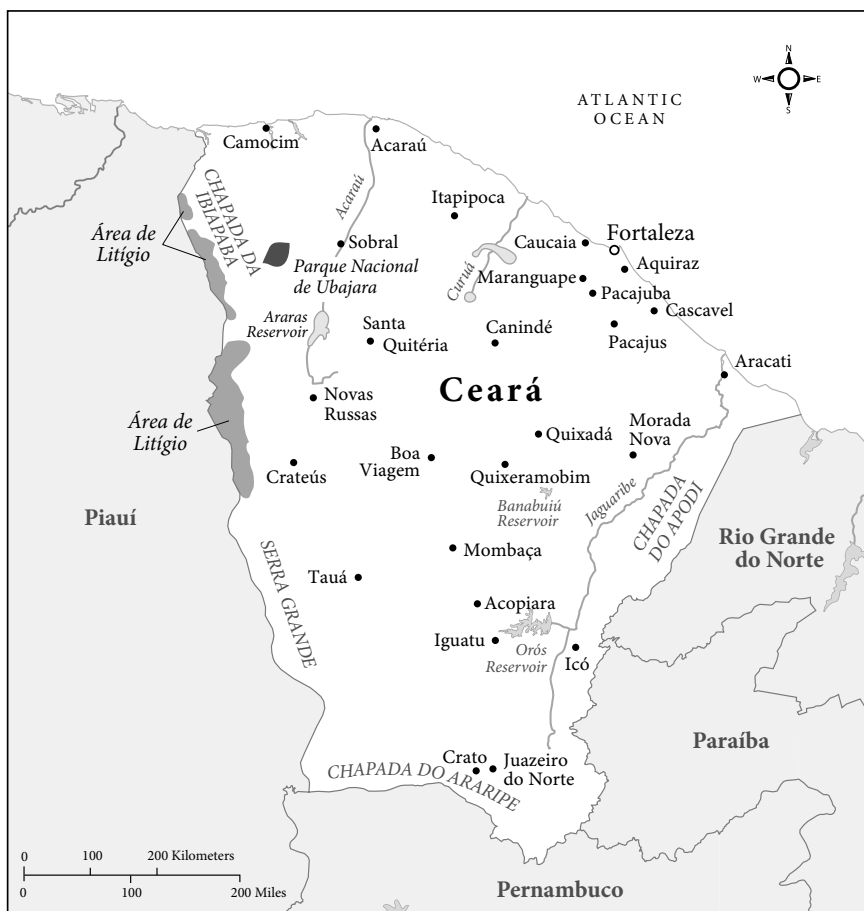 N
W
E
S
ATLANTIC
OCEAN
Camocim
Acaraú
CHAPADA DA
IBIAPABA
Acaraú
Itapipoca
Área de
Litígio
Sobral
Parque Nacional
de Ubajara
Curuá
Caucaia
Fortaleza
Aquiraz
Maranguape
Pacajuba
Cascavel
Pacajus
Araras
Reservoir
Santa
Quitéria
Canindé
Aracati
Ceará
Novas
Russas
Área de
Litígio
Quixadá
Morada
Nova
Boa
Viagem
Crateús
Quixeramobim
Banabuiú
Reservoir
Jaguaribe
CHAPADA
DO APODI
Piauí
Rio Grande
do Norte
SERRA GRANDE
Mombaça
Tauá
Acopiara
Iguatu
Orós
Reservoir
Icó
Paraíba
CHAPADA DO ARARIPE
Crato
Juazeiro
do Norte
0 100 200 Kilometers
0 100 200 Miles
Pernambuco